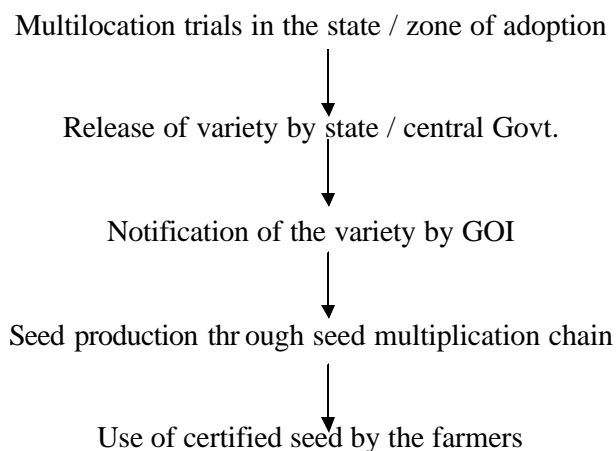 Multilocation trials in the state / zone of adoption
Release of variety by state / central Govt.
Notification of the variety by GOI
Seed production thr ough seed multiplication chain
Use of certified seed by the farmers